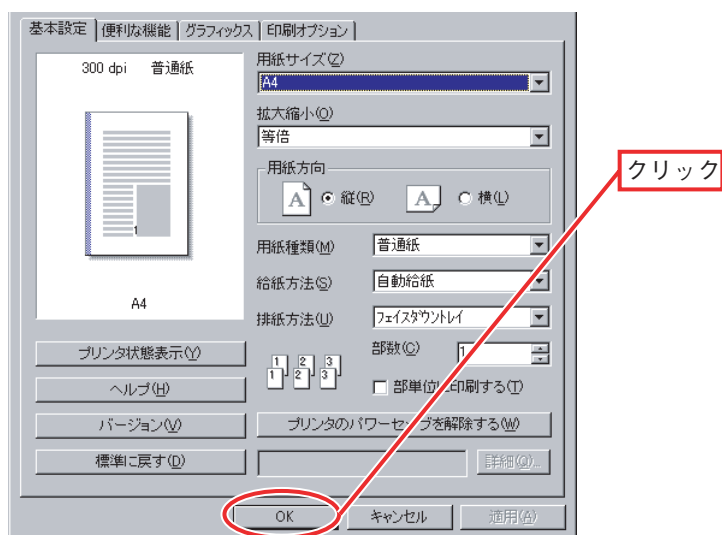 基本設定 便利な機能 グラフィックス 印刷オプション
300 dpi 普通紙
A4
用紙サイズ(Z)
A4
拡大縮小(O)
等倍
用紙方向
A 縦(R) A 横(L)
用紙種類(M) 普通紙
給紙方法(S) 自動給紙
排紙方法(U) フェイスダウントレイ
部数(C) 1
1 1 2 2 3 3
部単位に印刷する(T)
プリンタ状態表示(Y)
ヘルプ(H)
バージョン(V)
標準に戻す(D)
プリンタのパワーセーブを解除する(W)
詳細(Q)...
OK キャンセル 適用(A)
クリック